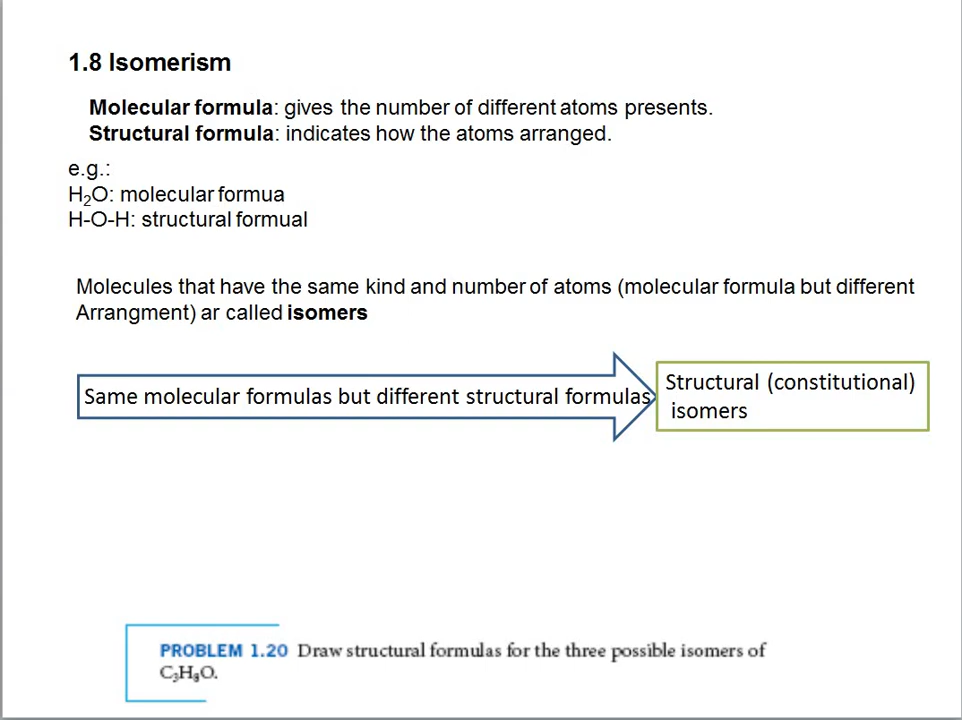 1.8 Isomerism
Molecular formula: gives the number of different atoms presents.
Structural formula: indicates how the atoms arranged.
e.g.:
H₂O: molecular formua
H-O-H: structural formual
Molecules that have the same kind and number of atoms (molecular formula but different
Arrangment) ar called isomers
Same molecular formulas but different structural formulas
Structural (constitutional)
isomers
PROBLEM 1.20 Draw structural formulas for the three possible isomers of
C₃H₈O.